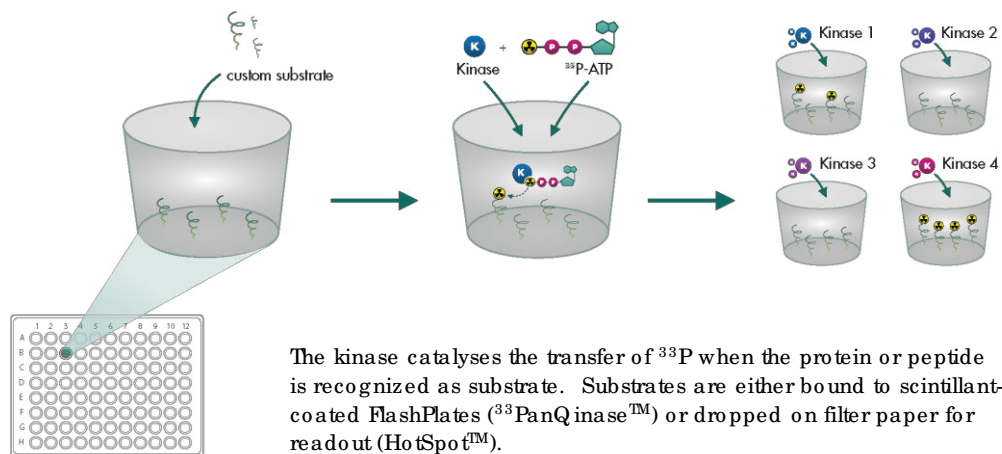 custom substrate
K + P P
Kinase ³³P-ATP
K P P
K Kinase 1
K Kinase 2
K Kinase 3
K Kinase 4
1 2 3 4 5 6 7 8 9 10 11 12
A
B
C
D
E
F
G
H
The kinase catalyses the transfer of ³³P when the protein or peptide
is recognized as substrate. Substrates are either bound to scintillant-
coated FlashPlates (³³PanQinase™) or dropped on filter paper for
readout (HotSpot™).